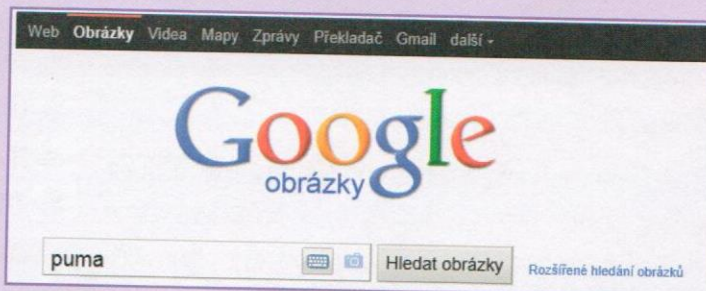 Web Obrázky Videa Mapy Zprávy Překladač Gmail další
Google
obrázky
puma Hledat obrázky Rozšířené hledání obrázků